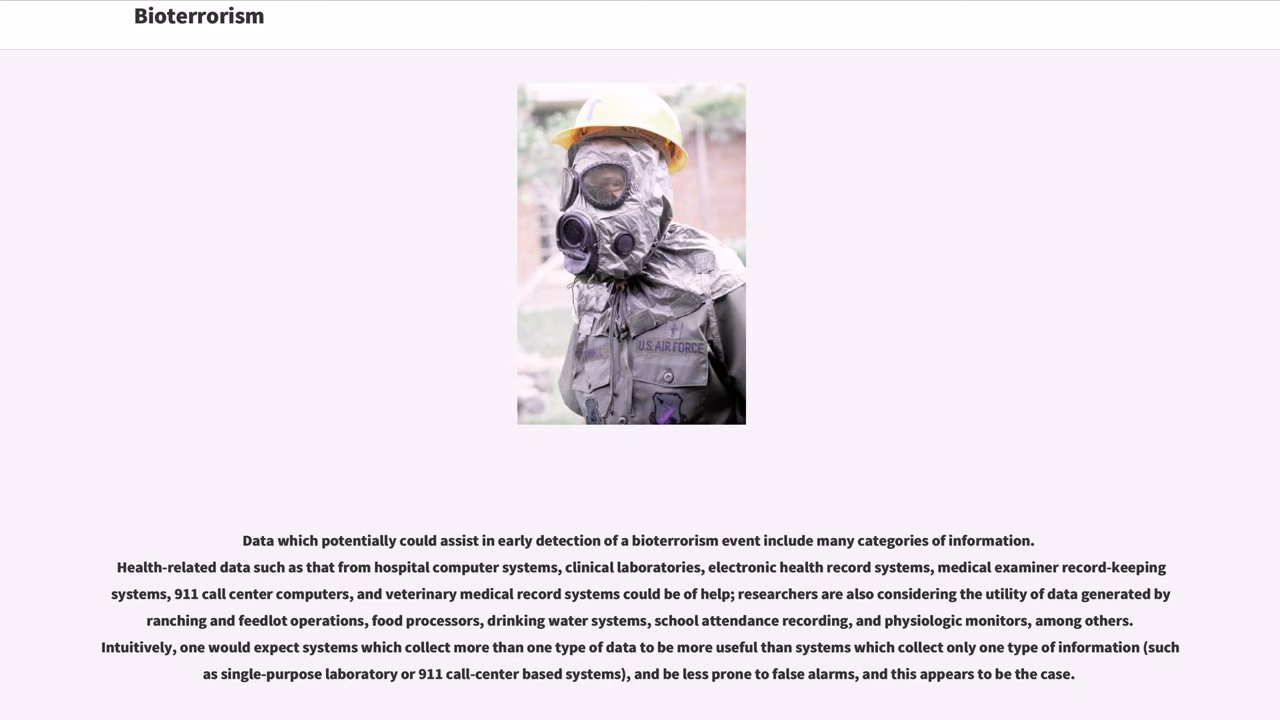 Bioterrorism
U.S. AIR FORCE
Data which potentially could assist in early detection of a bioterrorism event include many categories of information.
Health-related data such as that from hospital computer systems, clinical laboratories, electronic health record systems, medical examiner record-keeping
systems, 911 call center computers, and veterinary medical record systems could be of help; researchers are also considering the utility of data generated by
ranching and feedlot operations, food processors, drinking water systems, school attendance recording, and physiologic monitors, among others.
Intuitively, one would expect systems which collect more than one type of data to be more useful than systems which collect only one type of information (such
as single-purpose laboratory or 911 call-center based systems), and be less prone to false alarms, and this appears to be the case.